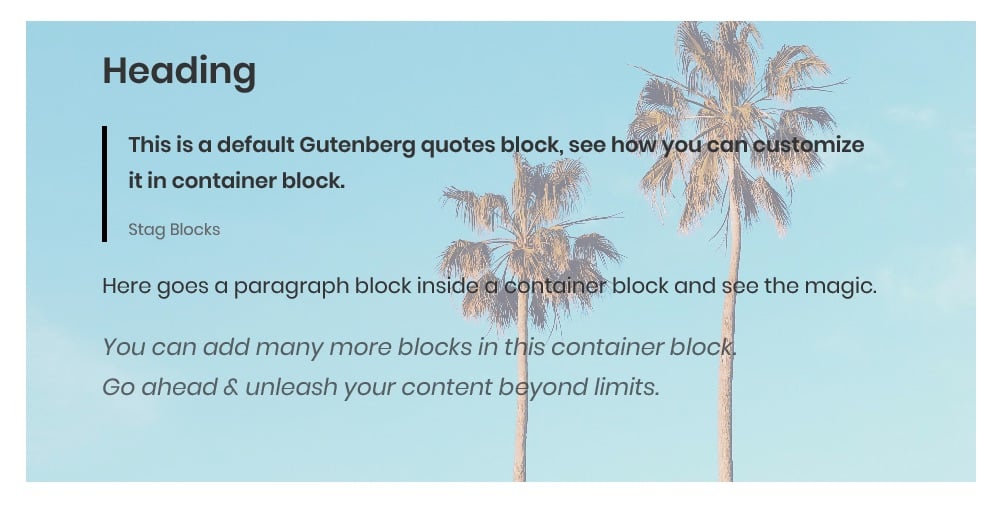 Heading
This is a default Gutenberg quotes block, see how you can customize
it in container block.
Stag Blocks
Here goes a paragraph block inside a container block and see the magic.
You can add many more blocks in this container block.
Go ahead & unleash your content beyond limits.